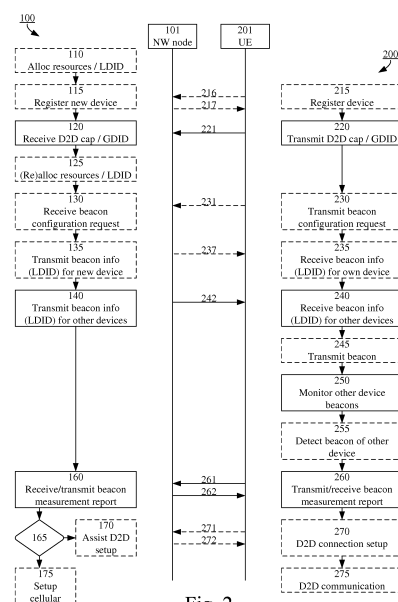 100
101
NW node
201
UE
200
110
Alloc resources / LDID
115
Register new device
120
Receive D2D cap / GDID
125
(Re)alloc resources / LDID
130
Receive beacon
configuration request
135
Transmit beacon info
(LDID) for new device
140
Transmit beacon info
(LDID) for other devices
160
Receive/transmit beacon
measurement report
165
170
Assist D2D
setup
175
Setup
cellular
216
217
221
231
237
242
261
262
271
272
215
Register device
220
Transmit D2D cap / GDID
230
Transmit beacon
configuration request
235
Receive beacon info
(LDID) for own device
240
Receive beacon info
(LDID) for other devices
245
Transmit beacon
250
Monitor other device
beacons
255
Detect beacon of other
device
260
Transmit/receive beacon
measurement report
270
D2D connection setup
275
D2D communication
Fig. 2